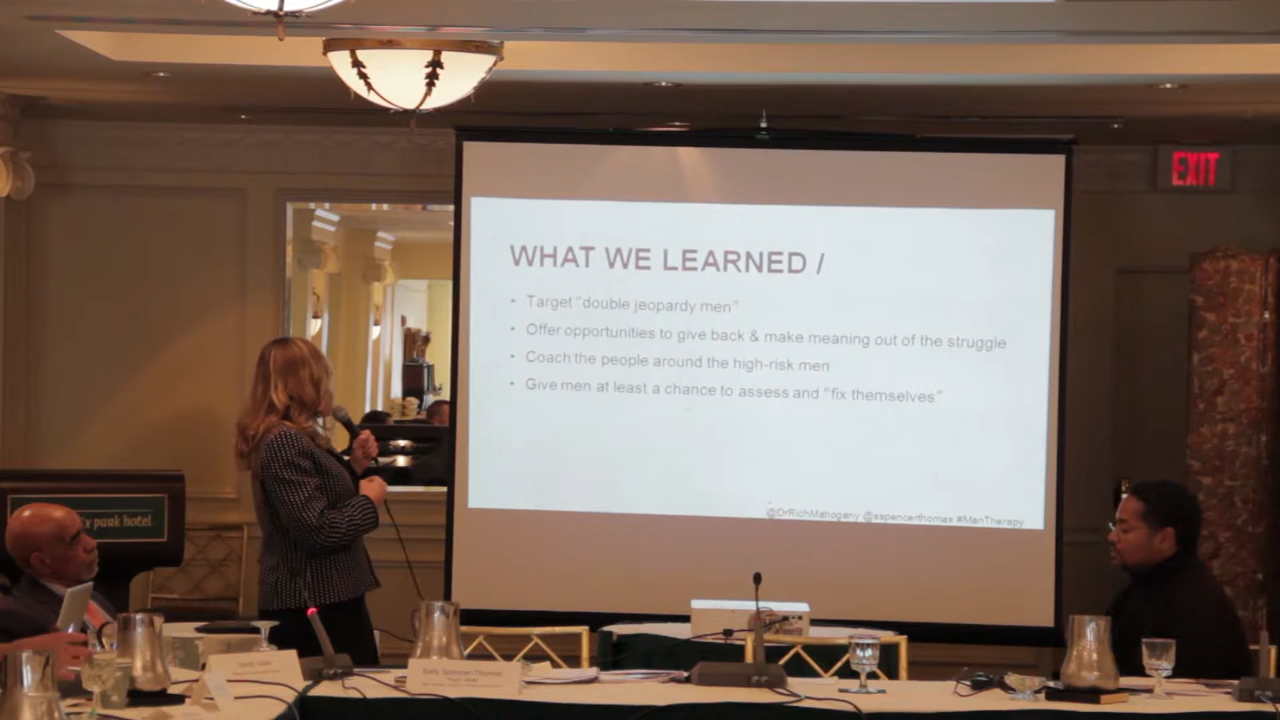 EXIT
WHAT WE LEARNED /
• Target "double jeopardy men"
• Offer opportunities to give back & make meaning out of the struggle
• Coach the people around the high-risk men
• Give men at least a chance to assess and "fix themselves"
@DrRichMahogany @sspencerthomas #ManTherapy
x park hotel
Sally Spencer-Thomas